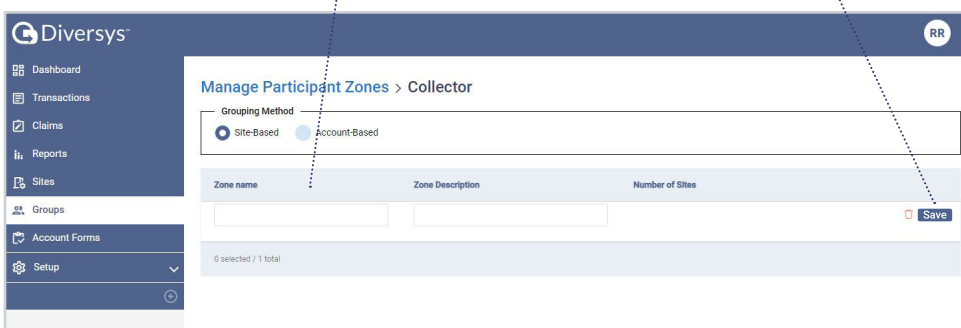 Diversys™
RR
Dashboard
Transactions
Claims
Reports
Sites
Groups
Account Forms
Setup
Manage Participant Zones > Collector
Grouping Method
Site-Based Account-Based
Zone name Zone Description Number of Sites
Save
0 selected / 1 total